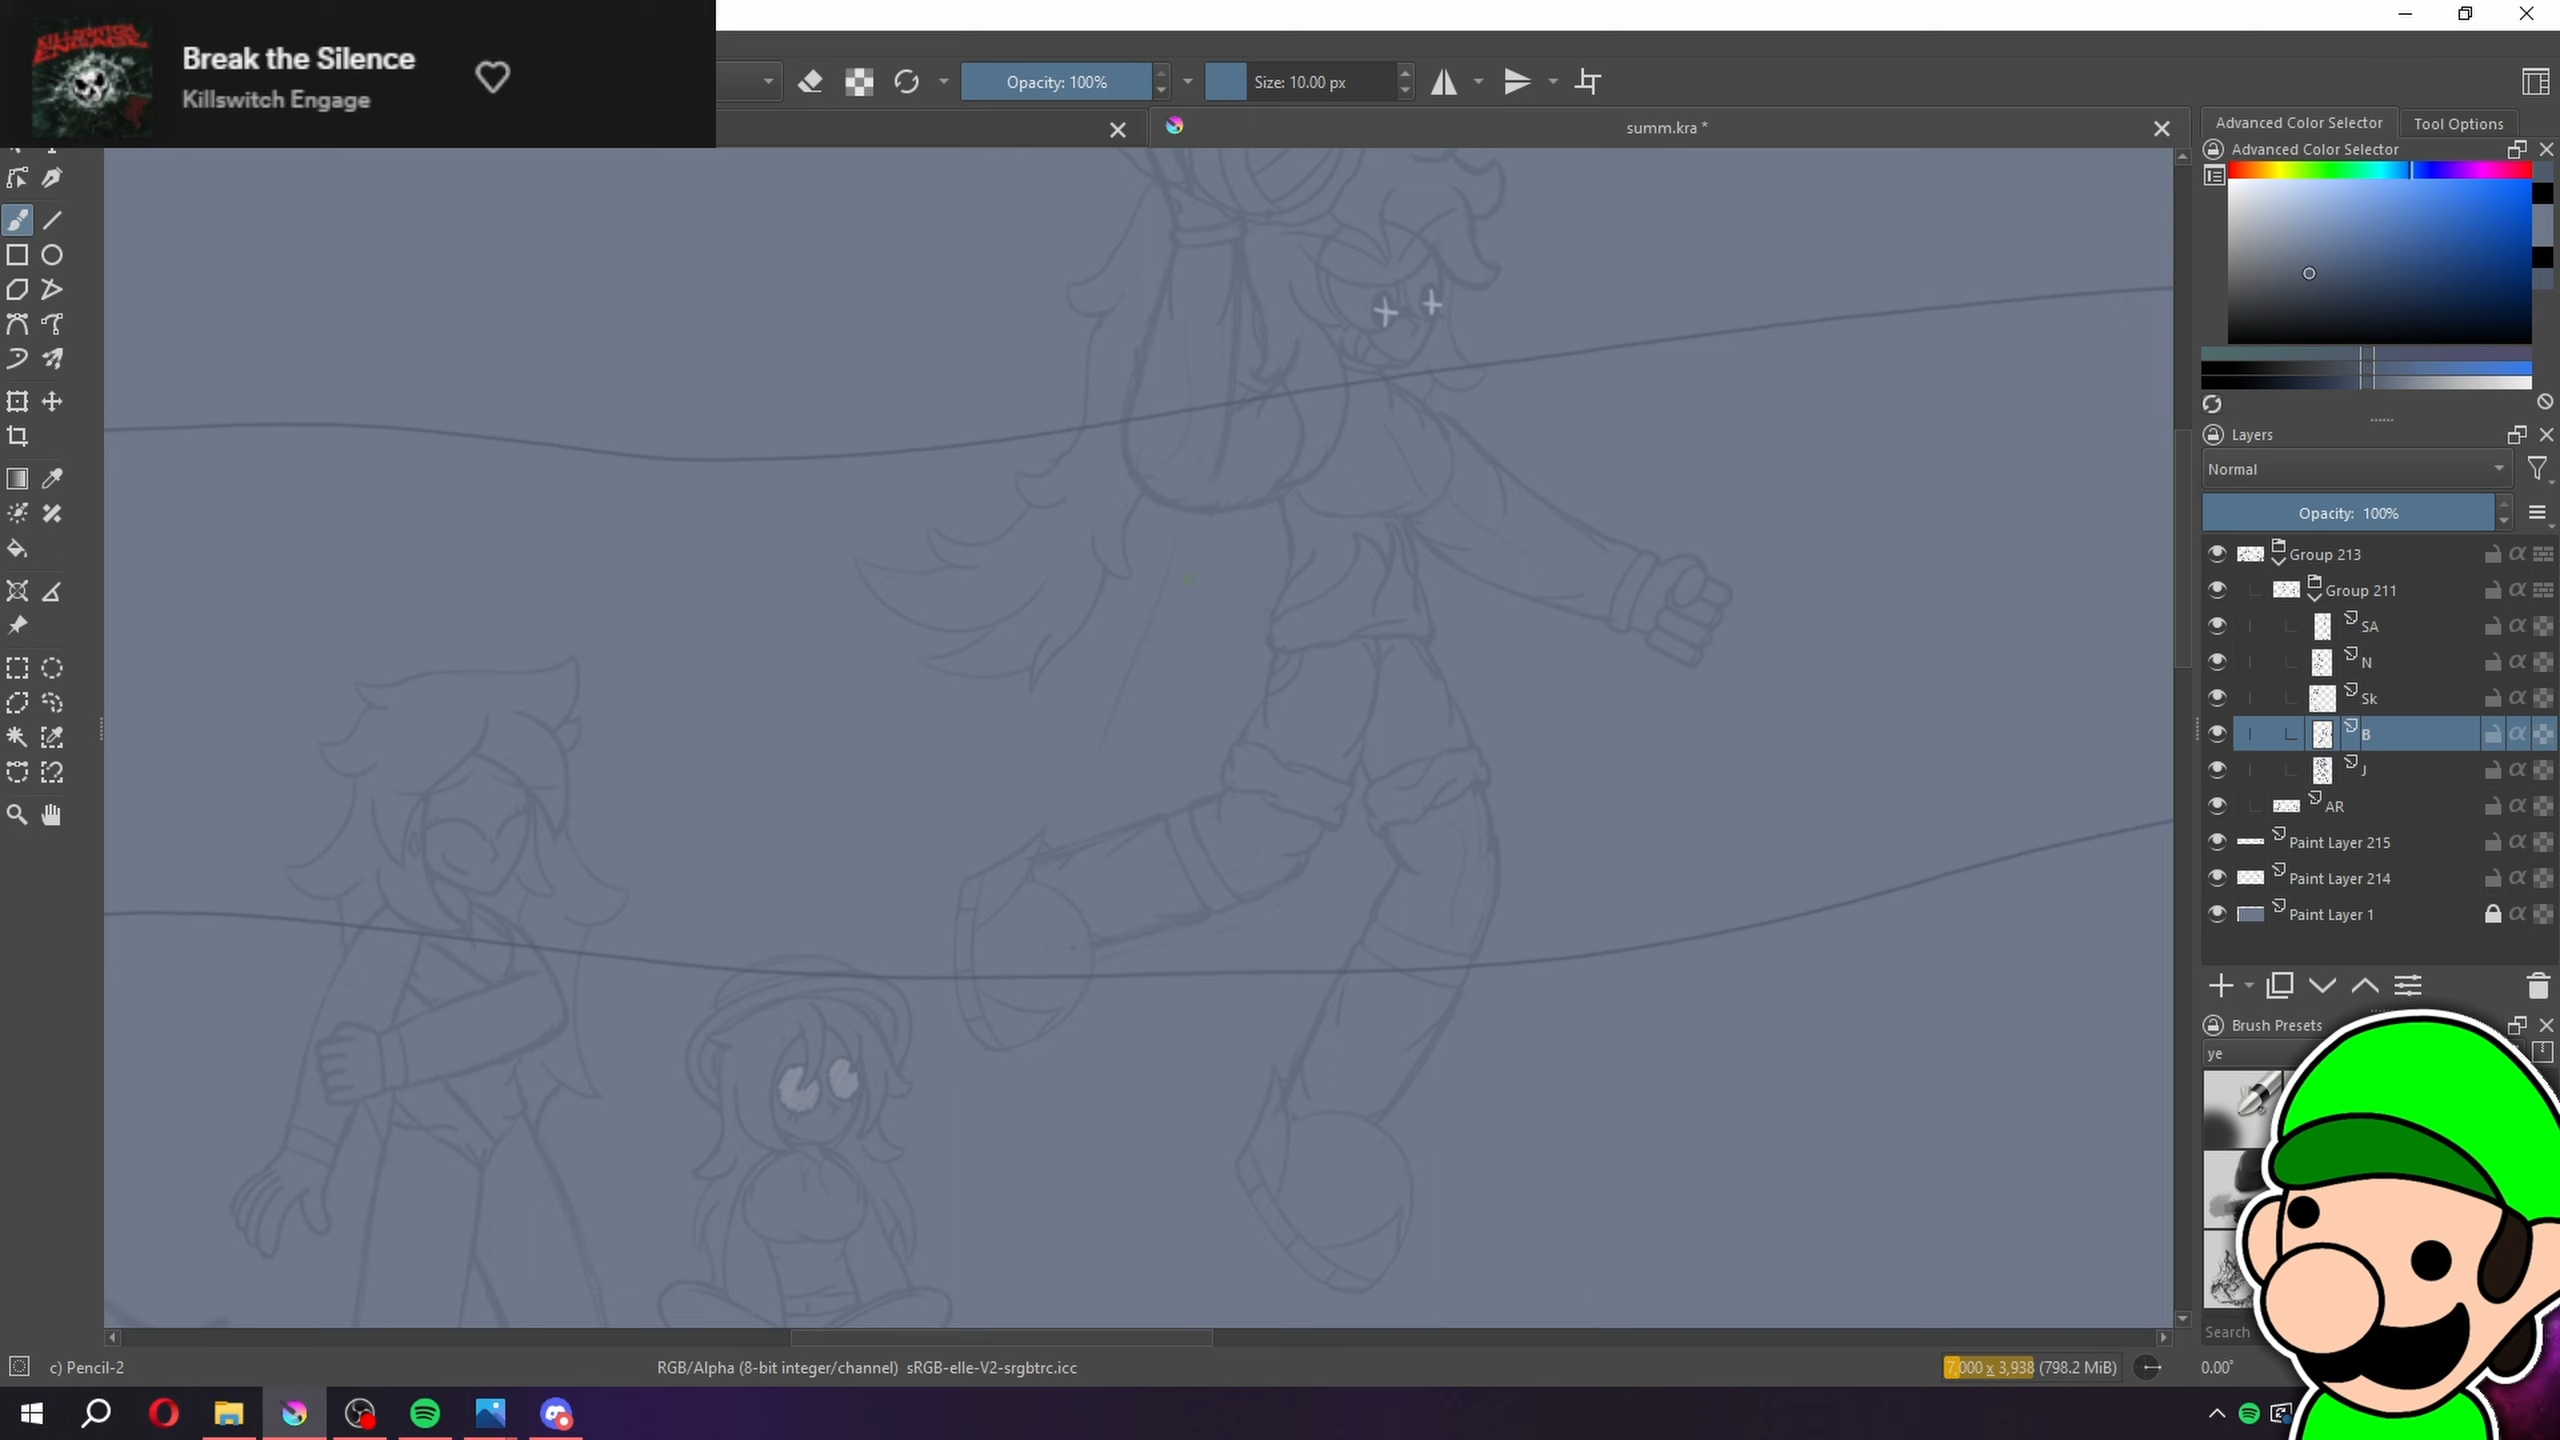 KILLSWITCH ENGAGE
Break the Silence
Killswitch Engage
Opacity: 100%
Size: 10.00 px
summ.kra *
Advanced Color Selector
Tool Options
Advanced Color Selector
Layers
Normal
Opacity: 100%
Group 213
Group 211
SA
N
Sk
B
J
AR
Paint Layer 215
Paint Layer 214
Paint Layer 1
Brush Presets
ye
Search
c) Pencil-2
RGB/Alpha (8-bit integer/channel) sRGB-elle-V2-srgbtrc.icc
7,000 x 3,938 (798.2 MiB)
0.00°